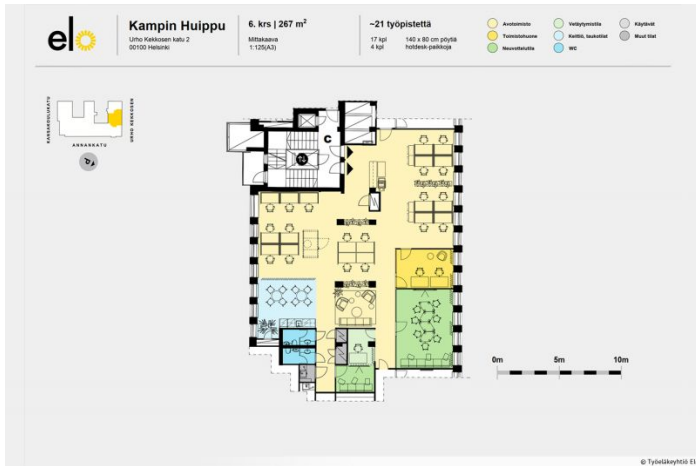 elo
Kampin Huippu
Urho Kekkosen katu 2
00100 Helsinki
6. krs | 267 m²
Mittakaava
1:125(A3)
~21 työpistettä
17 kpl 140 x 80 cm pöytiä
4 kpl hotdesk-paikkoja
Avotoimisto
Toimistohuone
Neuvottelutila
Vetäytymistila
Keittiö, taukotilat
WC
Käytävät
Muut tilat
KANSAKOULUKATU
URHO KEKKOSEN
ANNANKATU
C
0m 5m 10m
© Työeläkeyhtiö El